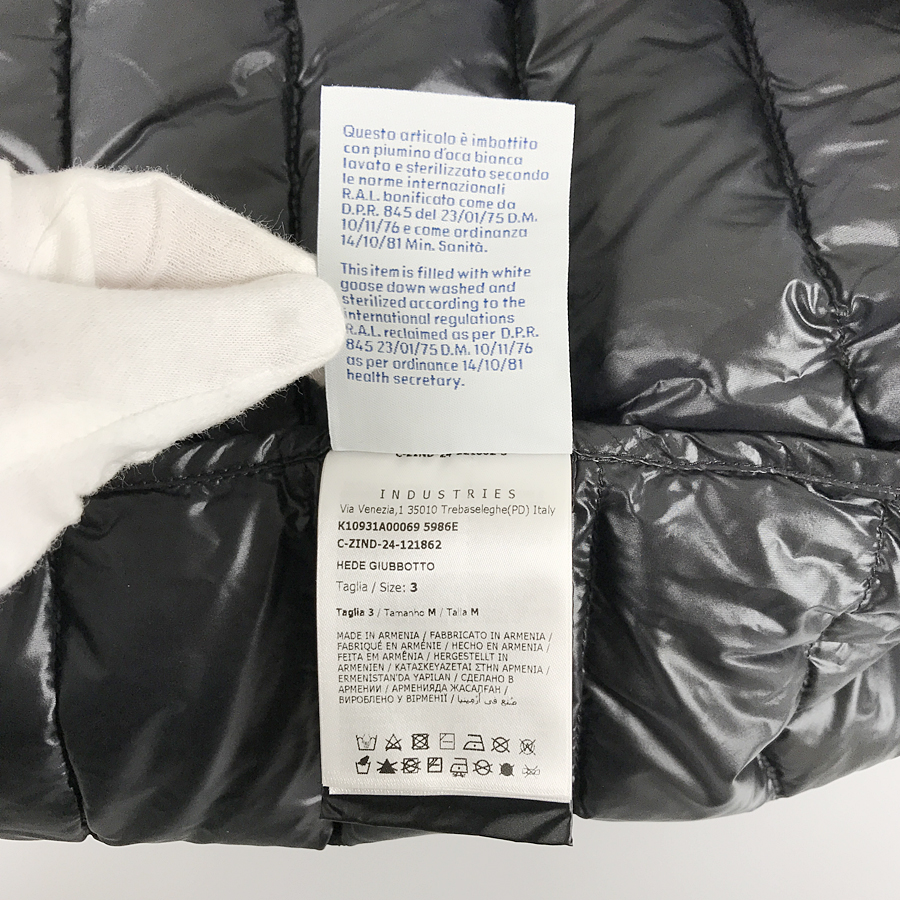 Questo articolo è imbottito
con piumino d'oca bianca
lavato e sterilizzato secondo
le norme internazionali
R.A.L. bonificato come da
D.P.R. 845 del 23/01/75 D.M.
10/11/76 e come ordinanza
14/10/81 Min. Sanità.
This item is filled with white
goose down washed and
sterilized according to the
international regulations
R.A.L. reclaimed as per D.P.R.
845 23/01/75 D.M. 10/11/76
as per ordinance 14/10/81
health secretary.
INDUSTRIES
Via Venezia,1 35010 Trebaseleghe(PD) Italy
K10931A00069 5986E
C-ZIND-24-121862
HEDE GIUBBOTTO
Taglia / Size: 3
Taglia 3 / Tamanho M / Talla M
MADE IN ARMENIA / FABBRICATO IN ARMENIA /
FABRIQUÉ EN ARMÉNIE / HECHO EN ARMENIA /
FEITA EM ARMÊNIA / HERGESTELLT IN
ARMENIEN / ΚΑΤΑΣΚΕΥΑΖΕΤΑΙ ΣΤΗΝ ΑΡΜΕΝΙΑ /
ERMENISTAN'DA YAPILAN / СДЕЛАНО В
АРМЕНИИ / АРМЕНИЯДА ЖАСАЛҒАН /
ВИРОБЛЕНО У ВІРМЕНІЇ / صنع في أرمينيا